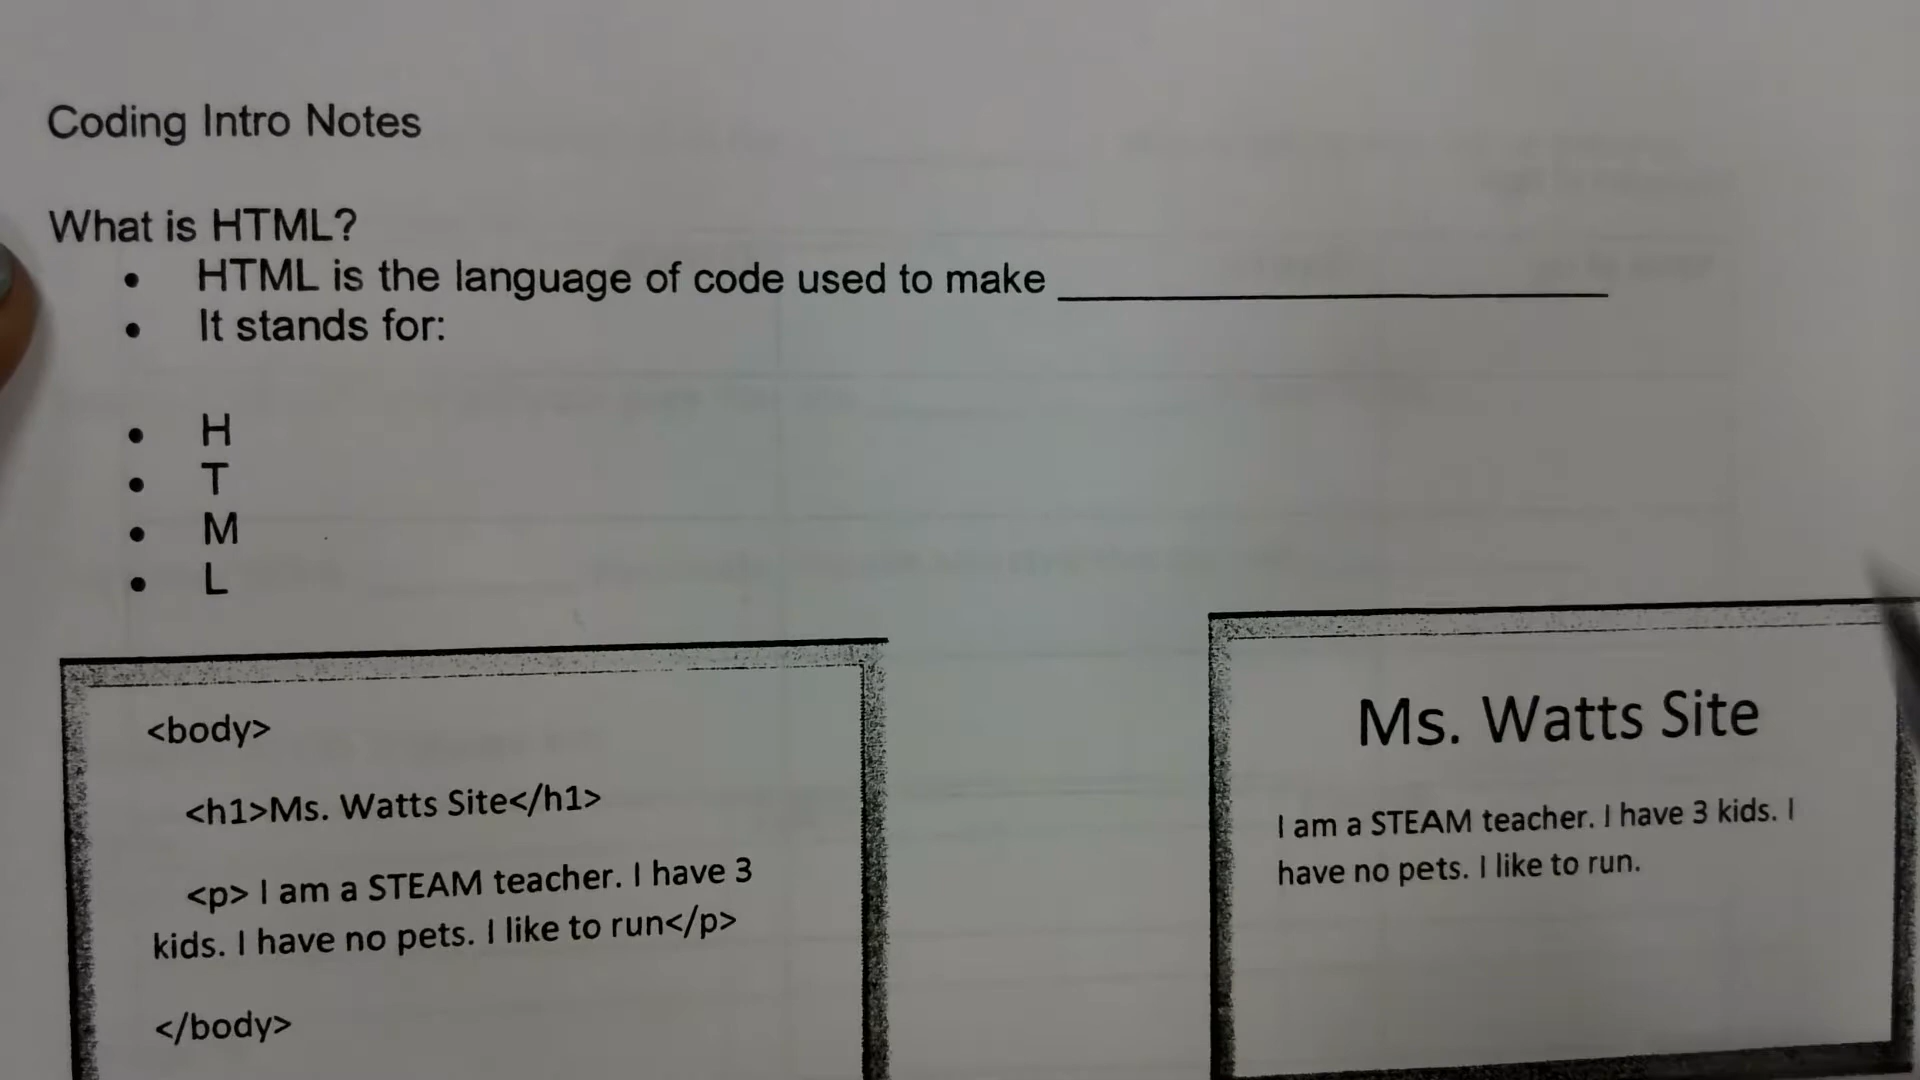 Coding Intro Notes
What is HTML?
• HTML is the language of code used to make ____________________
• It stands for:
• H
• T
• M
• L
<body>
<h1>Ms. Watts Site</h1>
<p> I am a STEAM teacher. I have 3
kids. I have no pets. I like to run</p>
</body>
Ms. Watts Site
I am a STEAM teacher. I have 3 kids. I
have no pets. I like to run.